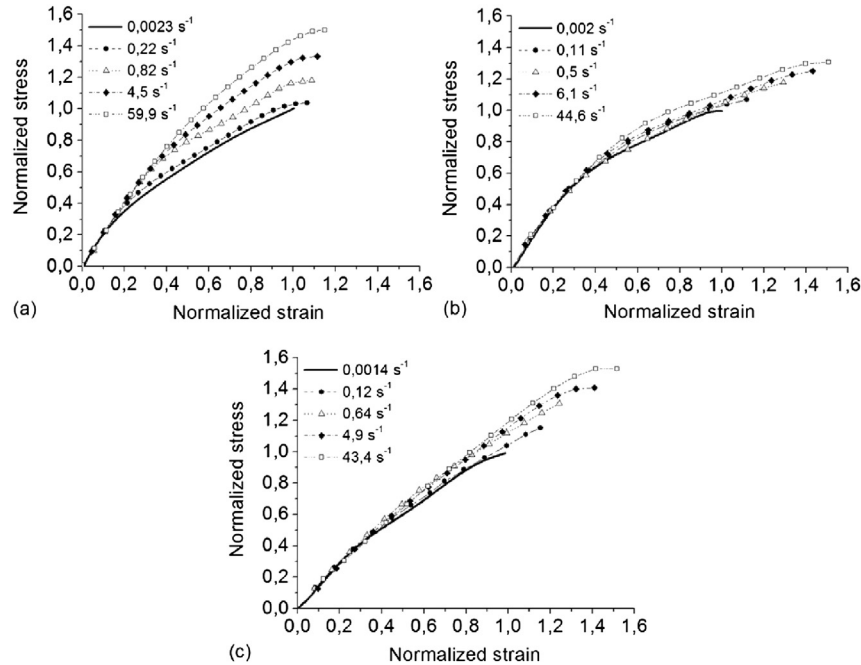 1,6
1,4
1,2
1,0
0,8
0,6
0,4
0,2
0,0
Normalized stress
0,0023 s⁻¹
0,22 s⁻¹
0,82 s⁻¹
4,5 s⁻¹
59,9 s⁻¹
0,0 0,2 0,4 0,6 0,8 1,0 1,2 1,4 1,6
(a)
Normalized strain
1,6
1,4
1,2
1,0
0,8
0,6
0,4
0,2
0,0
Normalized stress
0,002 s⁻¹
0,11 s⁻¹
0,5 s⁻¹
6,1 s⁻¹
44,6 s⁻¹
0,0 0,2 0,4 0,6 0,8 1,0 1,2 1,4 1,6
(b)
Normalized strain
1,6
1,4
1,2
1,0
0,8
0,6
0,4
0,2
0,0
Normalized stress
0,0014 s⁻¹
0,12 s⁻¹
0,64 s⁻¹
4,9 s⁻¹
43,4 s⁻¹
0,0 0,2 0,4 0,6 0,8 1,0 1,2 1,4 1,6
(c)
Normalized strain